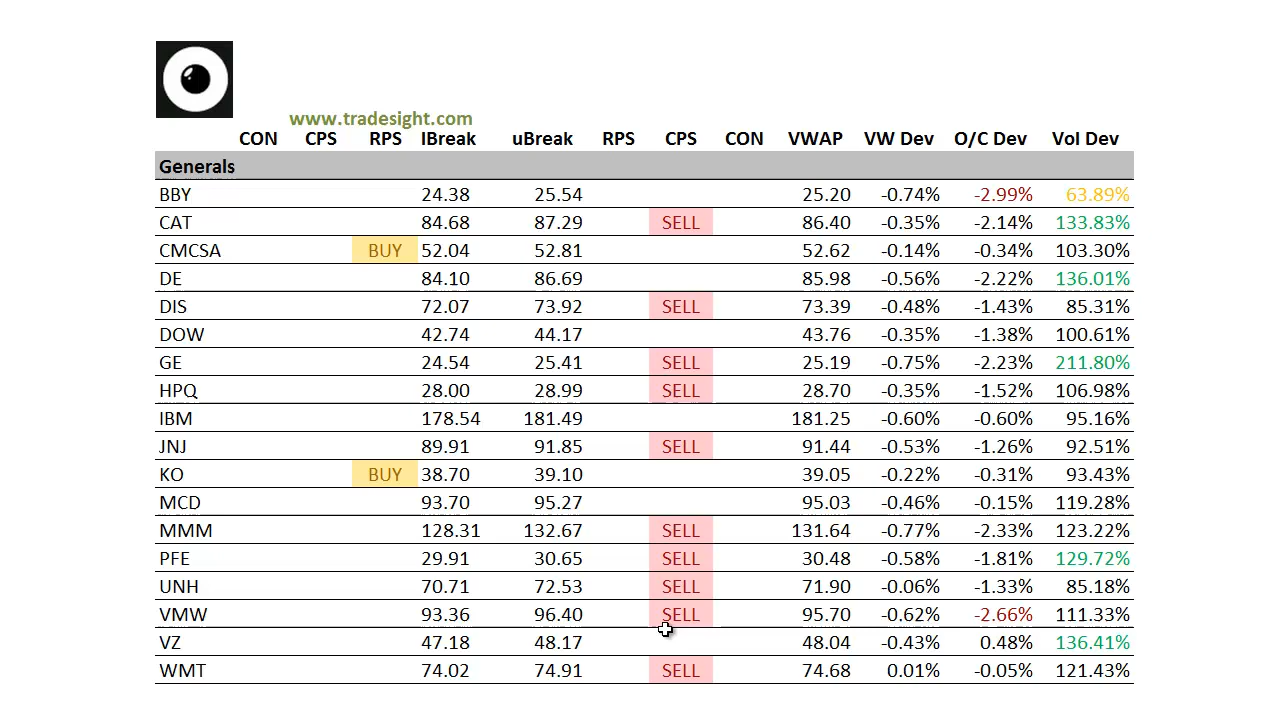 www.tradesight.com
CON CPS RPS lBreak uBreak RPS CPS CON VWAP VW Dev O/C Dev Vol Dev
Generals
BBY 24.38 25.54 25.20 -0.74% -2.99% 63.89%
CAT 84.68 87.29 SELL 86.40 -0.35% -2.14% 133.83%
CMCSA BUY 52.04 52.81 52.62 -0.14% -0.34% 103.30%
DE 84.10 86.69 85.98 -0.56% -2.22% 136.01%
DIS 72.07 73.92 SELL 73.39 -0.48% -1.43% 85.31%
DOW 42.74 44.17 43.76 -0.35% -1.38% 100.61%
GE 24.54 25.41 SELL 25.19 -0.75% -2.23% 211.80%
HPQ 28.00 28.99 SELL 28.70 -0.35% -1.52% 106.98%
IBM 178.54 181.49 181.25 -0.60% -0.60% 95.16%
JNJ 89.91 91.85 SELL 91.44 -0.53% -1.26% 92.51%
KO BUY 38.70 39.10 39.05 -0.22% -0.31% 93.43%
MCD 93.70 95.27 95.03 -0.46% -0.15% 119.28%
MMM 128.31 132.67 SELL 131.64 -0.77% -2.33% 123.22%
PFE 29.91 30.65 SELL 30.48 -0.58% -1.81% 129.72%
UNH 70.71 72.53 SELL 71.90 -0.06% -1.33% 85.18%
VMW 93.36 96.40 SELL 95.70 -0.62% -2.66% 111.33%
VZ 47.18 48.17 48.04 -0.43% 0.48% 136.41%
WMT 74.02 74.91 SELL 74.68 0.01% -0.05% 121.43%